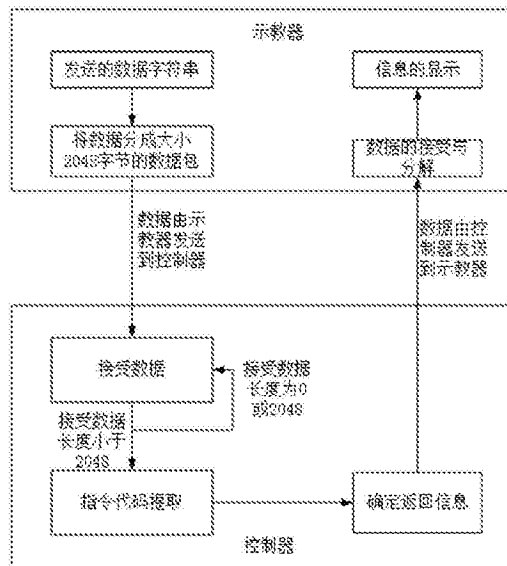 示教器
发送的数据字符串
信息的显示
将数据分成大小
2048字节的数据包
数据的接受与
分解
数据由示
教器发送
到控制器
数据由控
制器发送
到示教器
接受数据
接受数据
长度为0
或2048
接受数据
长度小于
2048
指令代码提取
确定返回信息
控制器